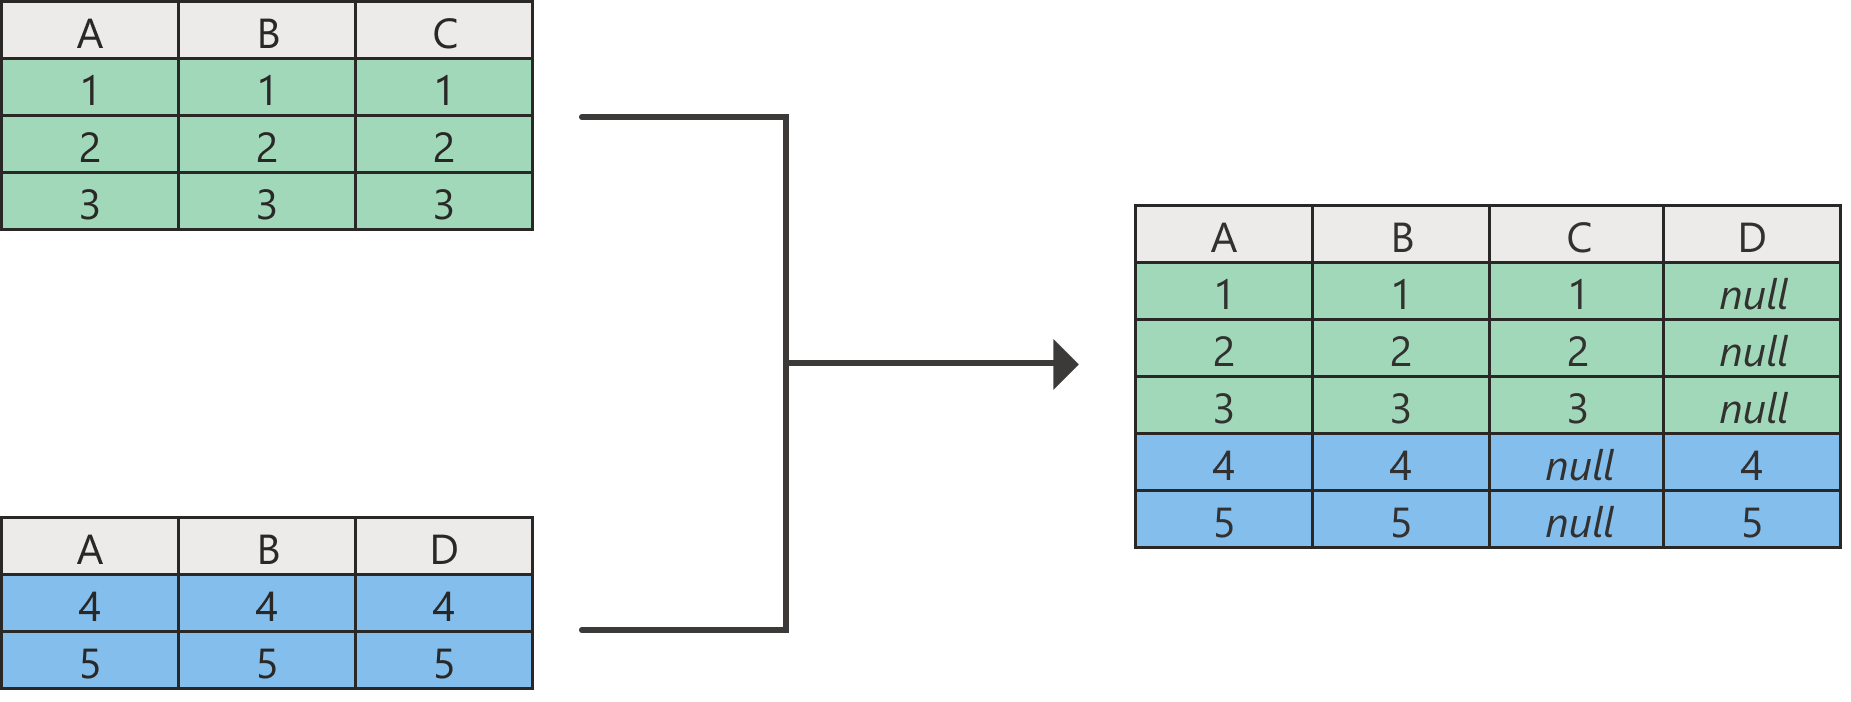 A B C
1 1 1
2 2 2
3 3 3
A B D
4 4 4
5 5 5
A B C D
1 1 1 null
2 2 2 null
3 3 3 null
4 4 null 4
5 5 null 5